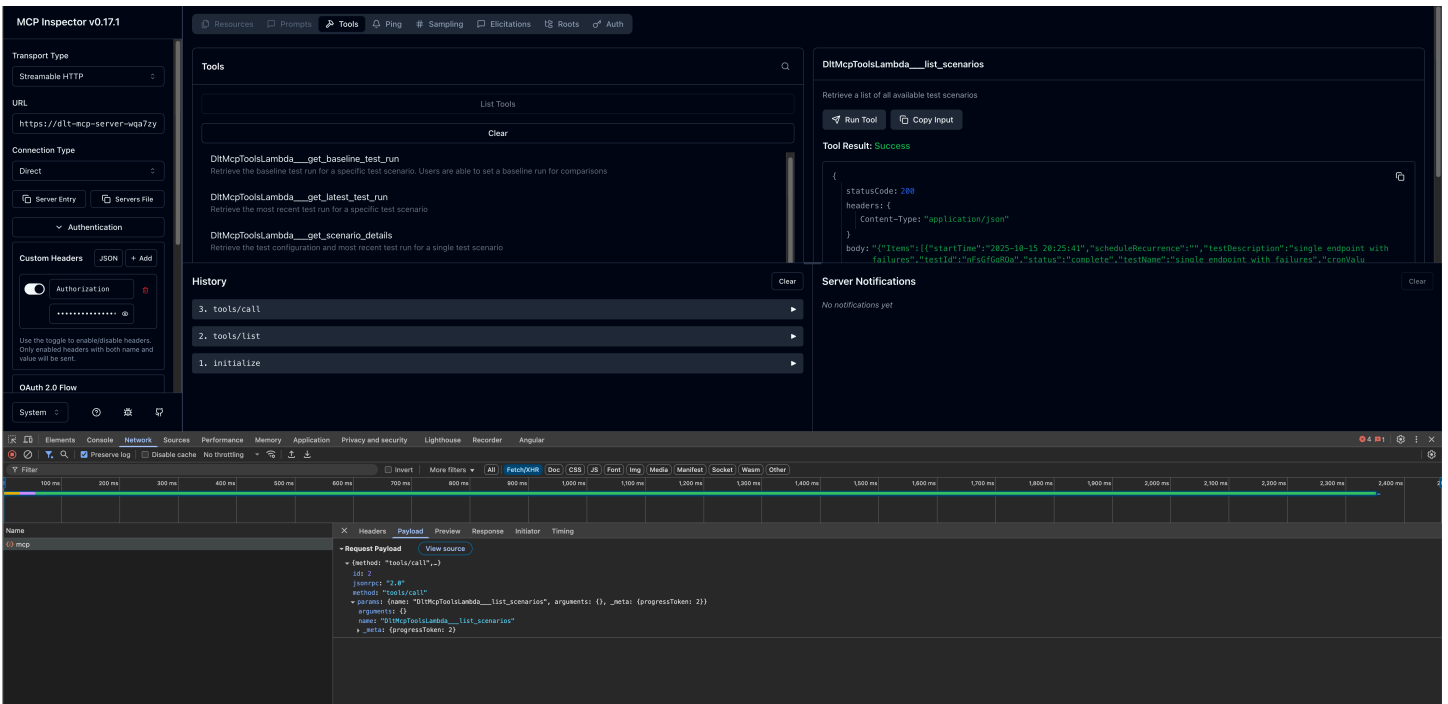 MCP Inspector v0.17.1
Transport Type
Streamable HTTP
URL
https://dlt-mcp-server-wqa7zy
Connection Type
Direct
Server Entry
Servers File
Authentication
Custom Headers
JSON
+ Add
Authorization
••••••••••••••••
Use the toggle to enable/disable headers.
Only enabled headers with both name and
value will be sent.
OAuth 2.0 Flow
System
Resources
Prompts
Tools
Ping
Sampling
Elicitations
Roots
Auth
Tools
List Tools
Clear
DltMcpToolsLambda___get_baseline_test_run
Retrieve the baseline test run for a specific test scenario. Users are able to set a baseline run for comparisons
DltMcpToolsLambda___get_latest_test_run
Retrieve the most recent test run for a specific test scenario
DltMcpToolsLambda___get_scenario_details
Retrieve the test configuration and most recent test run for a single test scenario
DltMcpToolsLambda___list_scenarios
Retrieve a list of all available test scenarios
Run Tool
Copy Input
Tool Result: Success
{
statusCode: 200
headers: {
Content-Type: "application/json"
}
body: "{"Items":[{"startTime":"2025-10-15 20:25:41","scheduleRecurrence":"","testDescription":"single endpoint with
failures","testId":"nFsGfGqROa","status":"complete","testName":"single endpoint with failures","cronValu
History
Clear
3. tools/call
2. tools/list
1. initialize
Server Notifications
Clear
No notifications yet
Elements Console Network Sources Performance Memory Application Privacy and security Lighthouse Recorder Angular
4 1
Preserve log Disable cache No throttling
Filter
Invert More filters All Fetch/XHR Doc CSS JS Font Img Media Manifest Socket Wasm Other
100 ms 200 ms 300 ms 400 ms 500 ms 600 ms 700 ms 800 ms 900 ms 1,000 ms 1,100 ms 1,200 ms 1,300 ms 1,400 ms 1,500 ms 1,600 ms 1,700 ms 1,800 ms 1,900 ms 2,000 ms 2,100 ms 2,200 ms 2,300 ms 2,400 ms
Name
mcp
Headers Payload Preview Response Initiator Timing
Request Payload
View source
{method: "tools/call",…}
id: 2
jsonrpc: "2.0"
method: "tools/call"
params: {name: "DltMcpToolsLambda___list_scenarios", arguments: {}, _meta: {progressToken: 2}}
arguments: {}
name: "DltMcpToolsLambda___list_scenarios"
_meta: {progressToken: 2}